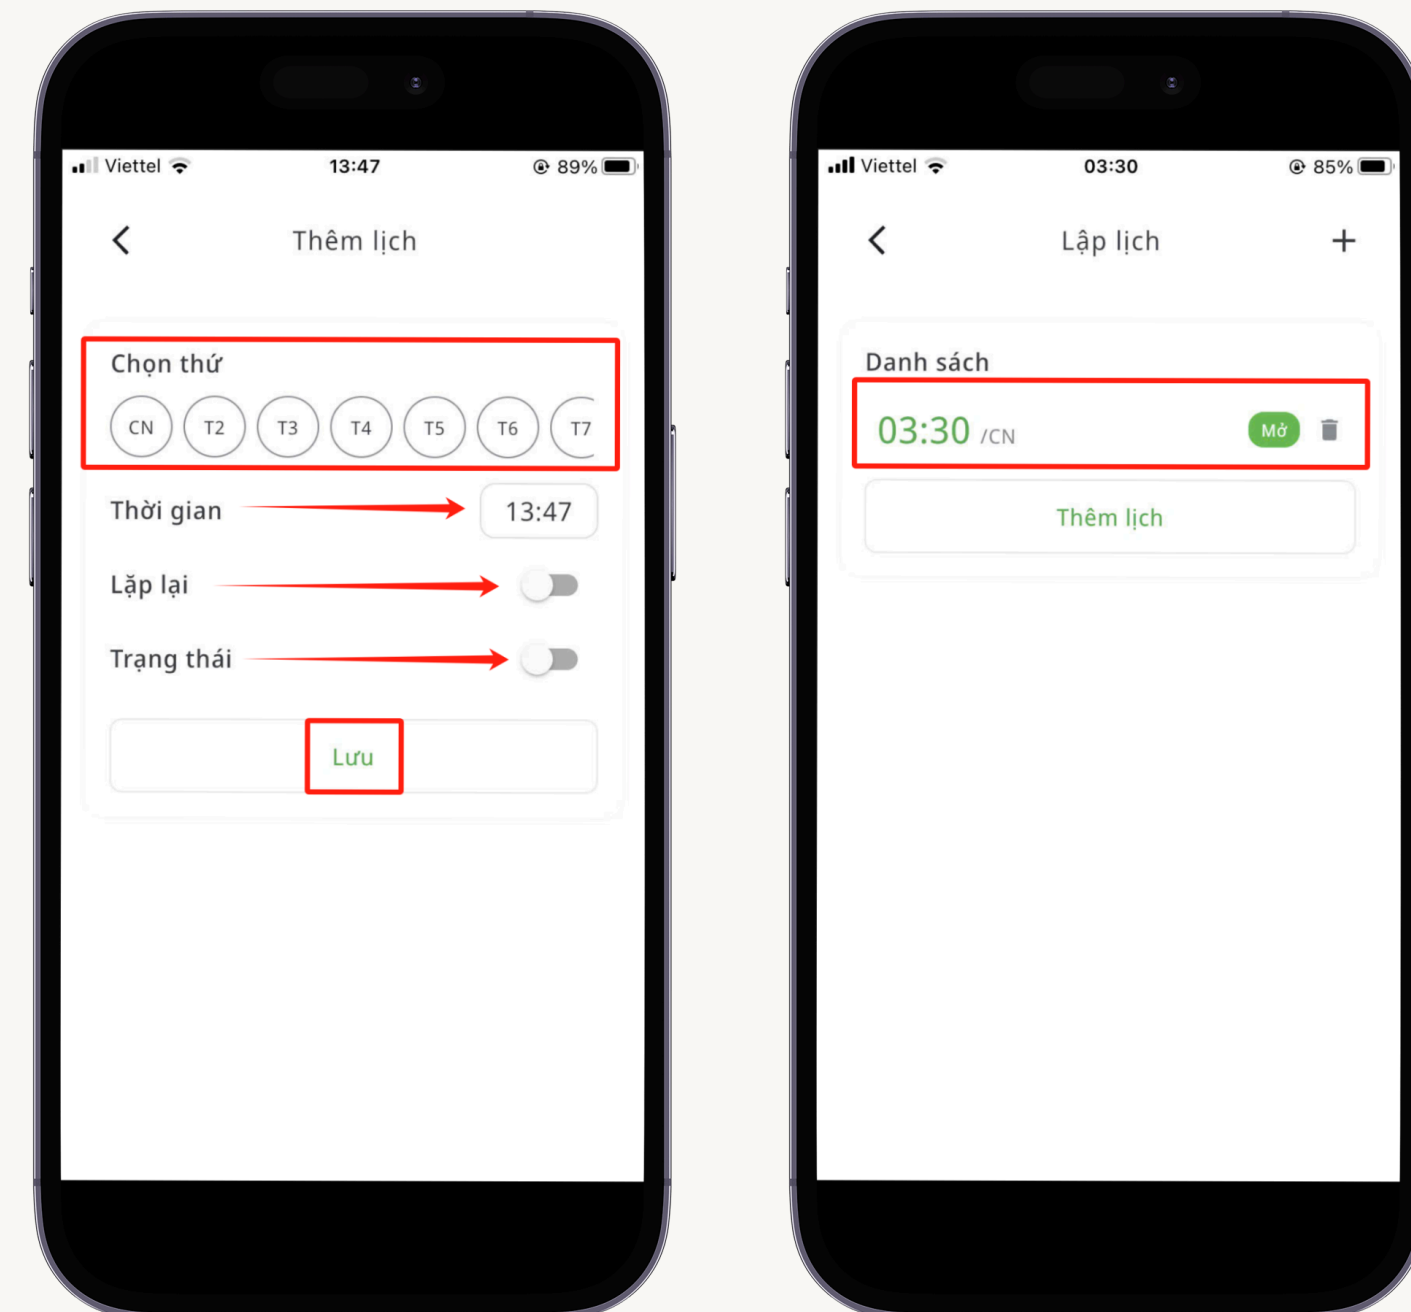 Viettel 13:47 89%
Thêm lịch
Chọn thứ
CN T2 T3 T4 T5 T6 T7
Thời gian 13:47
Lặp lại
Trạng thái
Lưu
Viettel 03:30 85%
Lập lịch +
Danh sách
03:30 /CN Mở
Thêm lịch